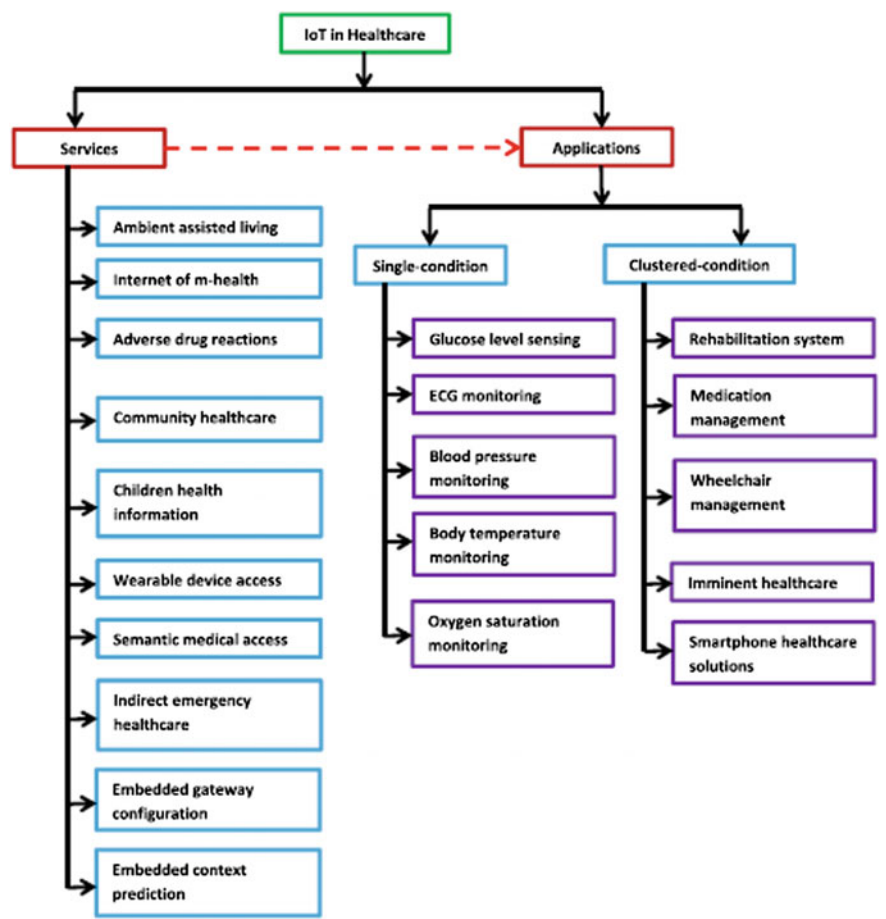 IoT in Healthcare
Services
Applications
Ambient assisted living
Internet of m-health
Adverse drug reactions
Community healthcare
Children health
information
Wearable device access
Semantic medical access
Indirect emergency
healthcare
Embedded gateway
configuration
Embedded context
prediction
Single-condition
Glucose level sensing
ECG monitoring
Blood pressure
monitoring
Body temperature
monitoring
Oxygen saturation
monitoring
Clustered-condition
Rehabilitation system
Medication
management
Wheelchair
management
Imminent healthcare
Smartphone healthcare
solutions